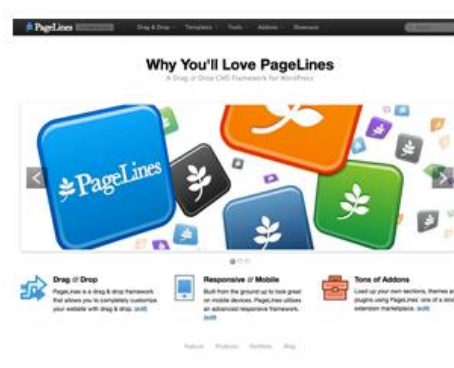 PageLines
Drag & Drop Templates Tools Addons Showcase
Why You'll Love PageLines
A Drag & Drop CMS Framework for WordPress
PageLines
Drag & Drop
PageLines is a drag & drop framework
that allows you to completely customize
your website with drag & drop. (edit)
Responsive & Mobile
Built from the ground up to look great
on mobile devices. PageLines utilizes
an advanced responsive framework.
(edit)
Tons of Addons
Load up your own sections, themes a
plugins using PageLines' one of a kind
extension marketplace. (edit)
Feature Products Portfolio Blog